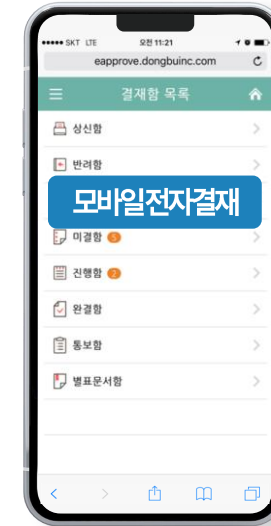 SKT LTE 오전 11:21
eapprove.dongbuinc.com
결재함 목록
상신함
반려함
모바일전자결재
미결함 5
진행함 2
완결함
통보함
별표문서함